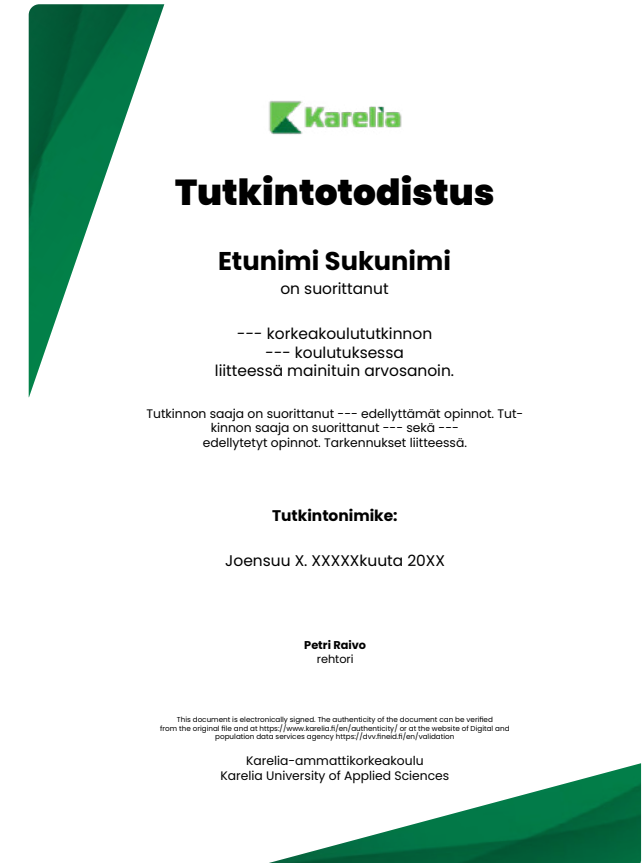 Karelia
Tutkintotodistus
Etunimi Sukunimi
on suorittanut
--- korkeakoulututkinnon
--- koulutuksessa
liitteessä mainituin arvosanoin.
Tutkinnon saaja on suorittanut --- edellyttämät opinnot. Tut-
kinnon saaja on suorittanut --- sekä ---
edellytetyt opinnot. Tarkennukset liitteessä.
Tutkintonimike:
Joensuu X. XXXXXkuuta 20XX
Petri Raivo
rehtori
This document is electronically signed. The authenticity of the document can be verified
from the original file and at https://www.karelia.fi/en/authenticity/ or at the website of Digital and
population data services agency https://dvv.fineid.fi/en/validation
Karelia-ammattikorkeakoulu
Karelia University of Applied Sciences